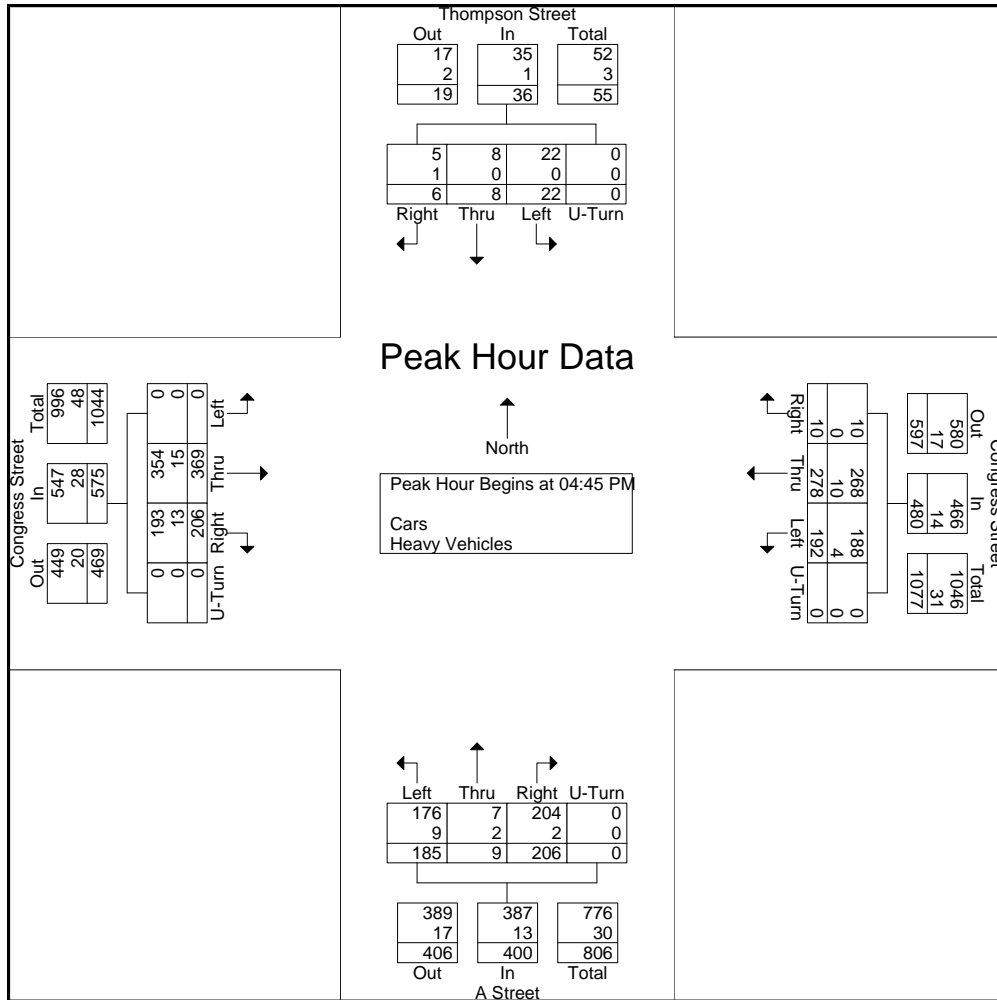 Thompson Street
Out In Total
17 35 52
2 1 3
19 36 55
5 8 22 0
1 0 0 0
6 8 22 0
Right Thru Left U-Turn
Peak Hour Data
North
Peak Hour Begins at 04:45 PM
Cars
Heavy Vehicles
Congress Street
Total In Out
996 547 449
48 28 20
1044 575 469
0 354 193 0
0 15 13 0
0 369 206 0
Left Thru Right U-Turn
Congress Street
Out In Total
580 466 1046
17 14 31
597 480 1077
10 268 188 0
0 10 4 0
10 278 192 0
Right Thru Left U-Turn
Left Thru Right U-Turn
176 7 204 0
9 2 2 0
185 9 206 0
389 387 776
17 13 30
406 400 806
Out In Total
A Street